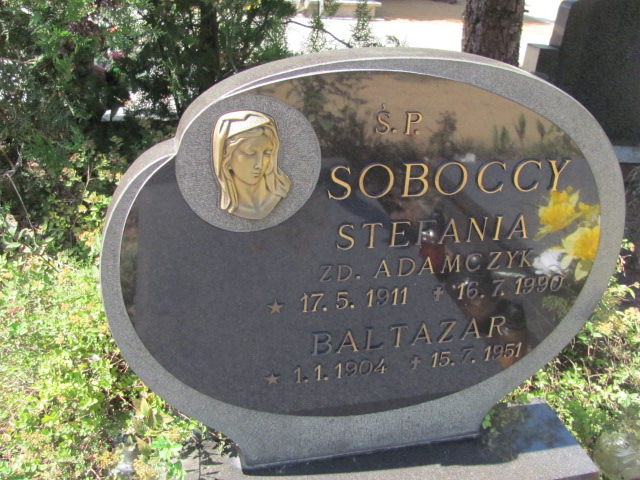 Ś.P.
SOBOCCY
STEFANIA
ZD. ADAMCZYK
★ 17.5.1911 ✝ 16.7.1990
BALTAZAR
★ 1.1.1904 ✝ 15.7.1951